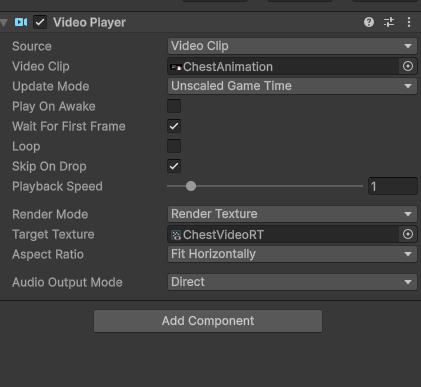 Video Player
Source Video Clip
Video Clip ChestAnimation
Update Mode Unscaled Game Time
Play On Awake
Wait For First Frame
Loop
Skip On Drop
Playback Speed 1
Render Mode Render Texture
Target Texture ChestVideoRT
Aspect Ratio Fit Horizontally
Audio Output Mode Direct
Add Component